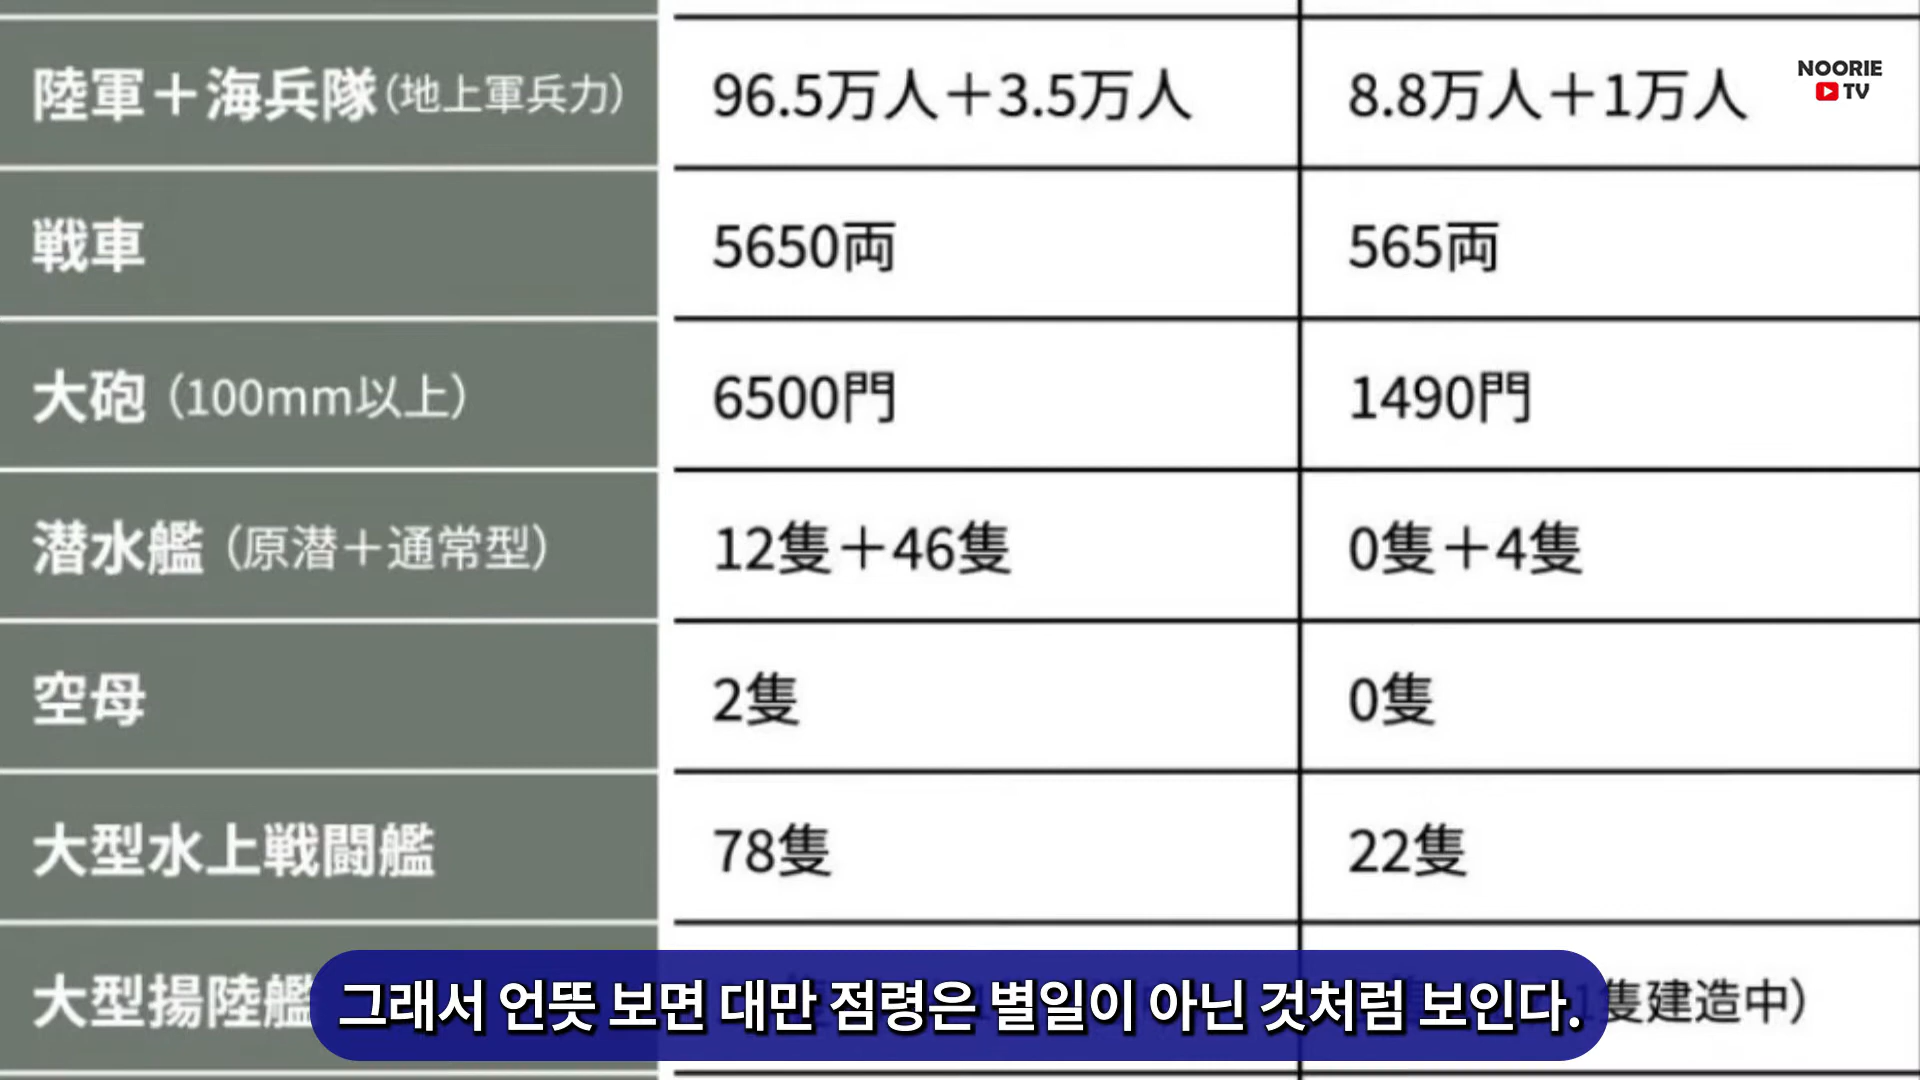 陸軍＋海兵隊（地上軍兵力） 96.5万人＋3.5万人 8.8万人＋1万人
NOORIE
TV
戦車 5650両 565両
大砲（100mm以上） 6500門 1490門
潜水艦（原潜＋通常型） 12隻＋46隻 0隻＋4隻
空母 2隻 0隻
大型水上戦闘艦 78隻 22隻
大型揚陸艦 隻建造中）
그래서 언뜻 보면 대만 점령은 별일이 아닌 것처럼 보인다.